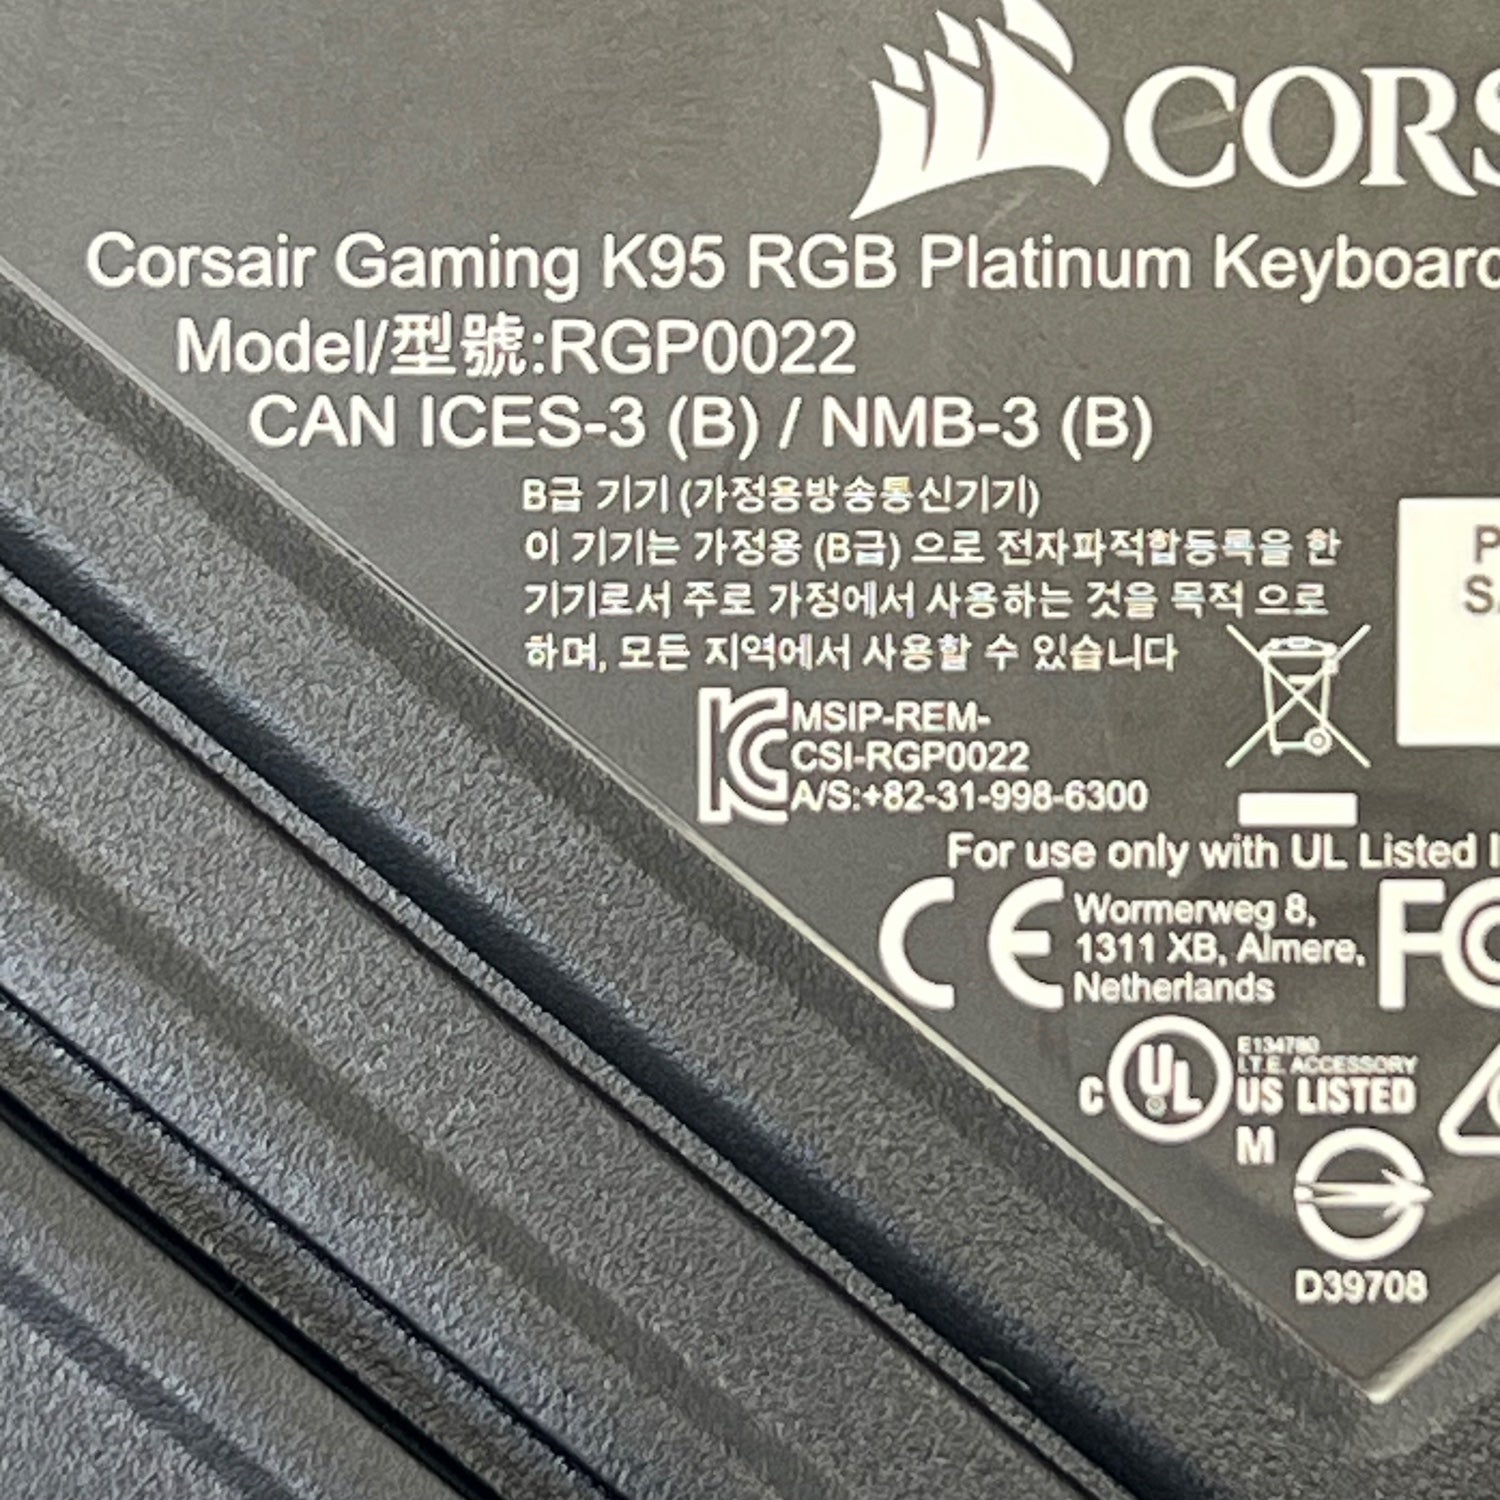 CORS
Corsair Gaming K95 RGB Platinum Keyboard
Model/型號:RGP0022
CAN ICES-3 (B) / NMB-3 (B)
B급 기기 (가정용방송통신기기)
이 기기는 가정용 (B급) 으로 전자파적합등록을 한
기기로서 주로 가정에서 사용하는 것을 목적 으로
하며, 모든 지역에서 사용할 수 있습니다
P
S
MSIP-REM-
CSI-RGP0022
A/S:+82-31-998-6300
For use only with UL Listed I
CE
Wormerweg 8,
1311 XB, Almere,
Netherlands
FC
E134780
I.T.E. ACCESSORY
c UL US LISTED
M
D39708